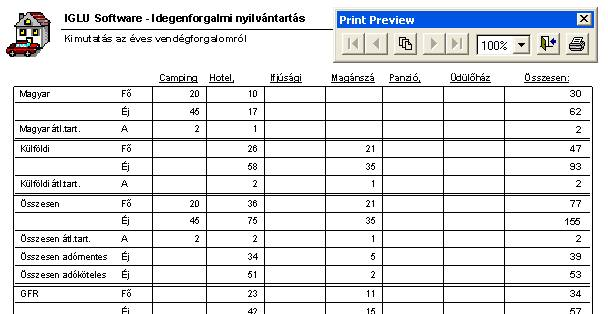 IGLU Software - Idegenforgalmi nyilvántartás
Kimutatás az éves vendégforgalomról
Print Preview
100%
Camping Hotel, Ifjúsági Magánszá Panzió, Üdülőház Összesen:
Magyar Fő 20 10 30
Éj 45 17 62
Magyar átl.tart. A 2 1 2
Külföldi Fő 26 21 47
Éj 58 35 93
Külföldi átl.tart. A 2 1 2
Összesen Fő 20 36 21 77
Éj 45 75 35 155
Összesen átl.tart. A 2 2 1 2
Összesen adómentes Éj 34 5 39
Összesen adóköteles Éj 51 2 53
GFR Fő 23 11 34
Éj 42 15 57